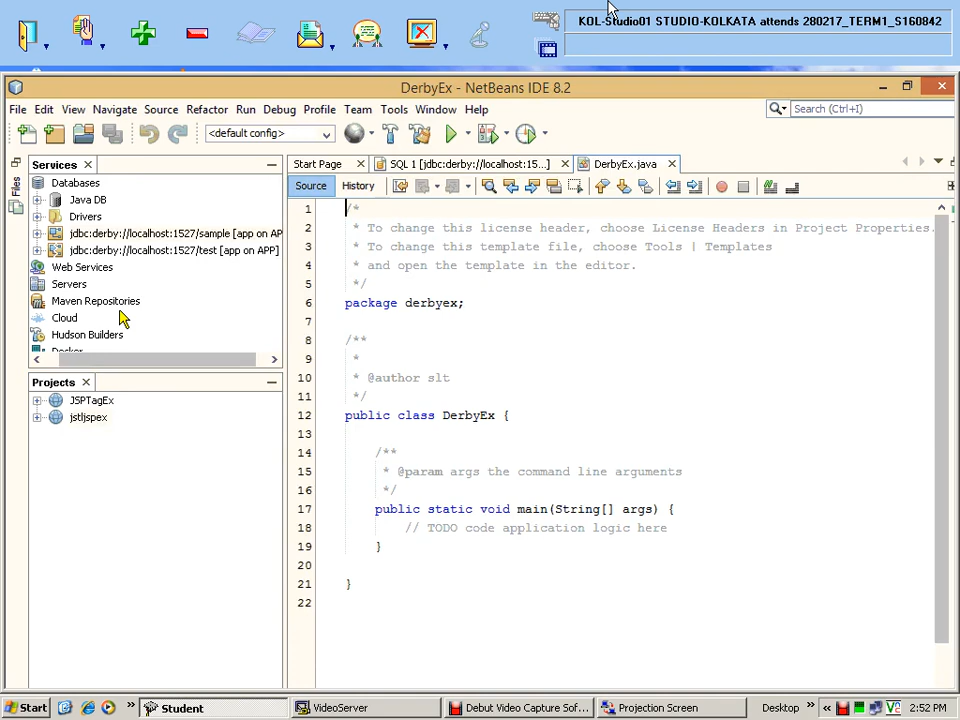 KOL-Studio01 STUDIO-KOLKATA attends 280217_TERM1_S160842
DerbyEx - NetBeans IDE 8.2
File Edit View Navigate Source Refactor Run Debug Profile Team Tools Window Help
Search (Ctrl+I)
<default config>
Services
Start Page
SQL 1 [jdbc:derby://localhost:15...]
DerbyEx.java
Files
Source History
Databases
Java DB
Drivers
jdbc:derby://localhost:1527/sample [app on AP
jdbc:derby://localhost:1527/test [app on APP]
Web Services
Servers
Maven Repositories
Cloud
Hudson Builders
Docker
Projects
JSPTagEx
jstljspex
1 /*
2 * To change this license header, choose License Headers in Project Properties.
3 * To change this template file, choose Tools | Templates
4 * and open the template in the editor.
5 */
6 package derbyex;
7
8 /**
9 *
10 * @author slt
11 */
12 public class DerbyEx {
13
14 /**
15 * @param args the command line arguments
16 */
17 public static void main(String[] args) {
18 // TODO code application logic here
19 }
20
21 }
22
Start
Student
VideoServer
Debut Video Capture Sof...
Projection Screen
Desktop
2:52 PM